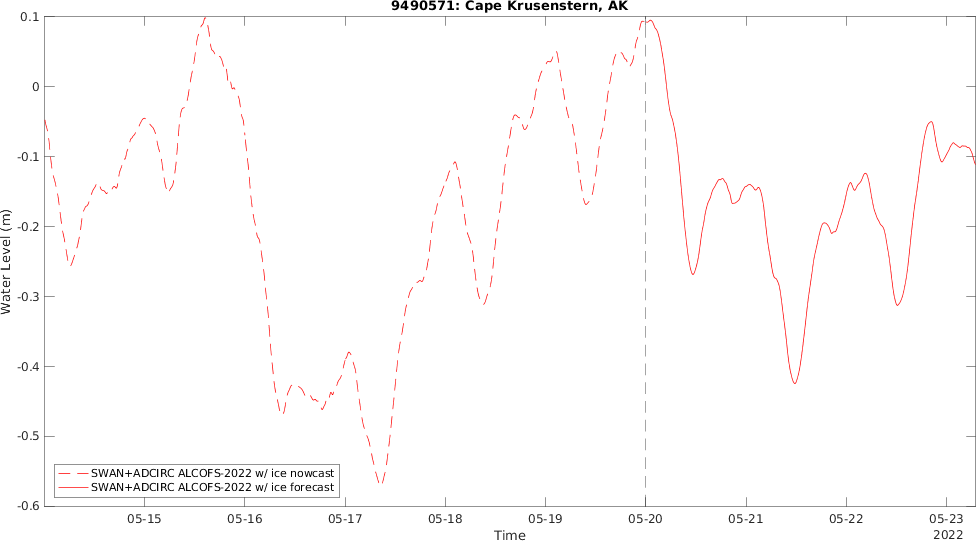 9490571: Cape Krusenstern, AK
0.1
0
-0.1
-0.2
-0.3
-0.4
-0.5
-0.6
Water Level (m)
SWAN+ADCIRC ALCOFS-2022 w/ ice nowcast
SWAN+ADCIRC ALCOFS-2022 w/ ice forecast
05-15 05-16 05-17 05-18 05-19 05-20 05-21 05-22 05-23
Time
2022